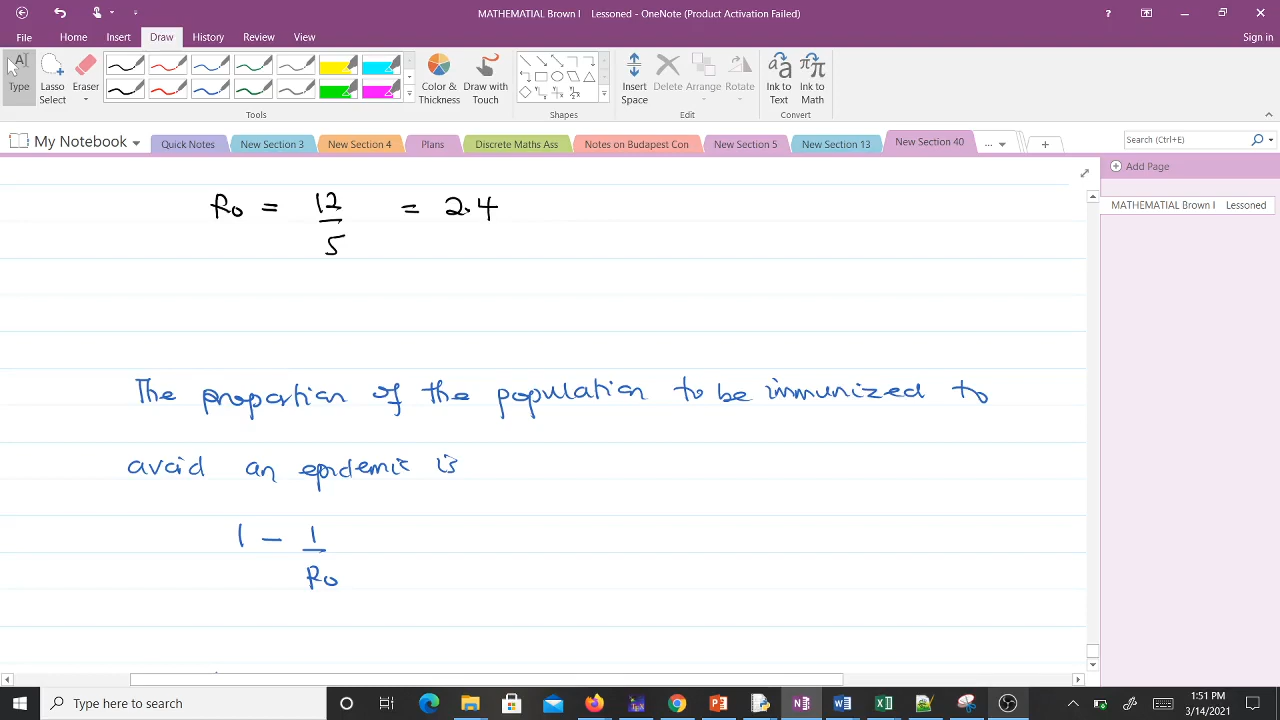 MATHEMATIAL Brown I Lessoned - OneNote (Product Activation Failed)
File Home Insert Draw History Review View Sign in
Type Lasso Select Eraser Color & Thickness Draw with Touch Insert Space Delete Arrange Rotate Ink to Text Ink to Math
Tools Shapes Edit Convert
My Notebook Quick Notes New Section 3 New Section 4 Plans Discrete Maths Ass Notes on Budapest Con New Section 5 New Section 13 New Section 40 ... Search (Ctrl+E)
Add Page
MATHEMATIAL Brown I Lessoned
R0 = 12/5 = 2.4
The proportion of the population to be immunized to
avoid an epidemic is
1 - 1/R0
Type here to search
1:51 PM
3/14/2021